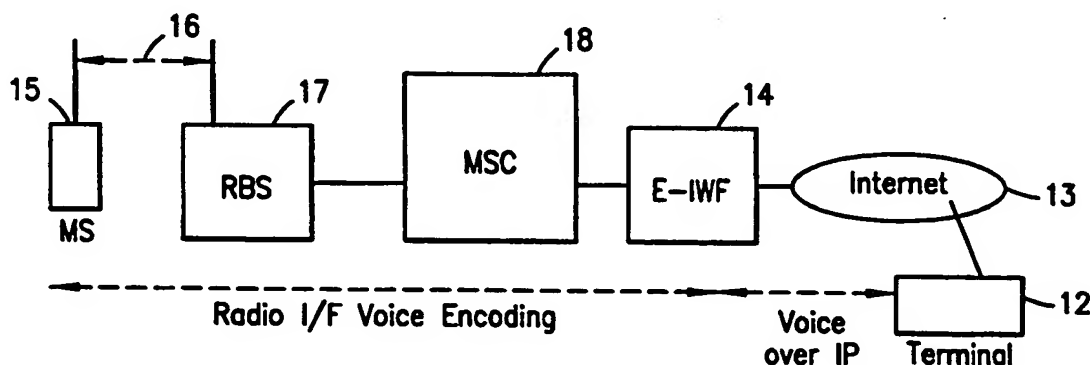 16
18
15
17
14
MSC
RBS
E-IWF
Internet
13
MS
Radio I/F Voice Encoding
Voice
over IP
12
Terminal